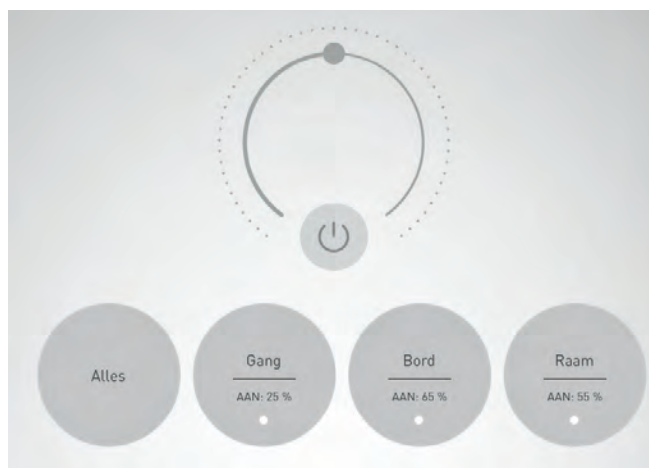 Alles
Gang
AAN: 25 %
Bord
AAN: 65 %
Raam
AAN: 55 %